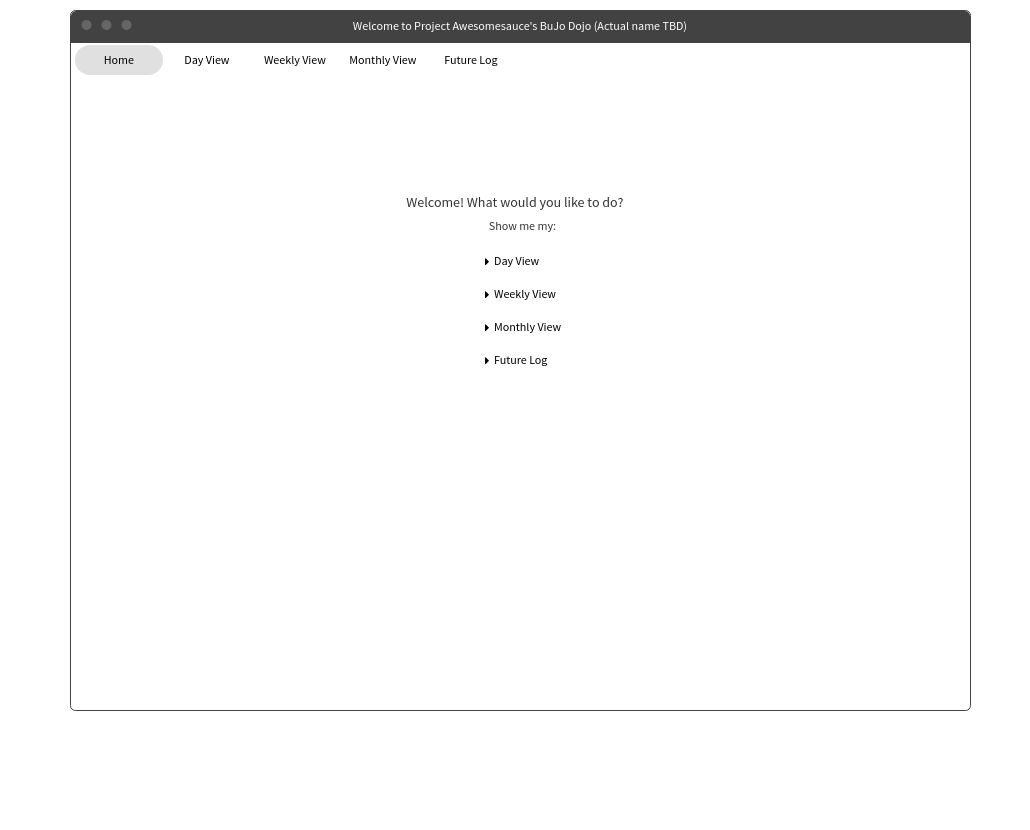 Welcome to Project Awesomesauce's BuJo Dojo (Actual name TBD)
Home Day View Weekly View Monthly View Future Log
Welcome! What would you like to do?
Show me my:
Day View
Weekly View
Monthly View
Future Log